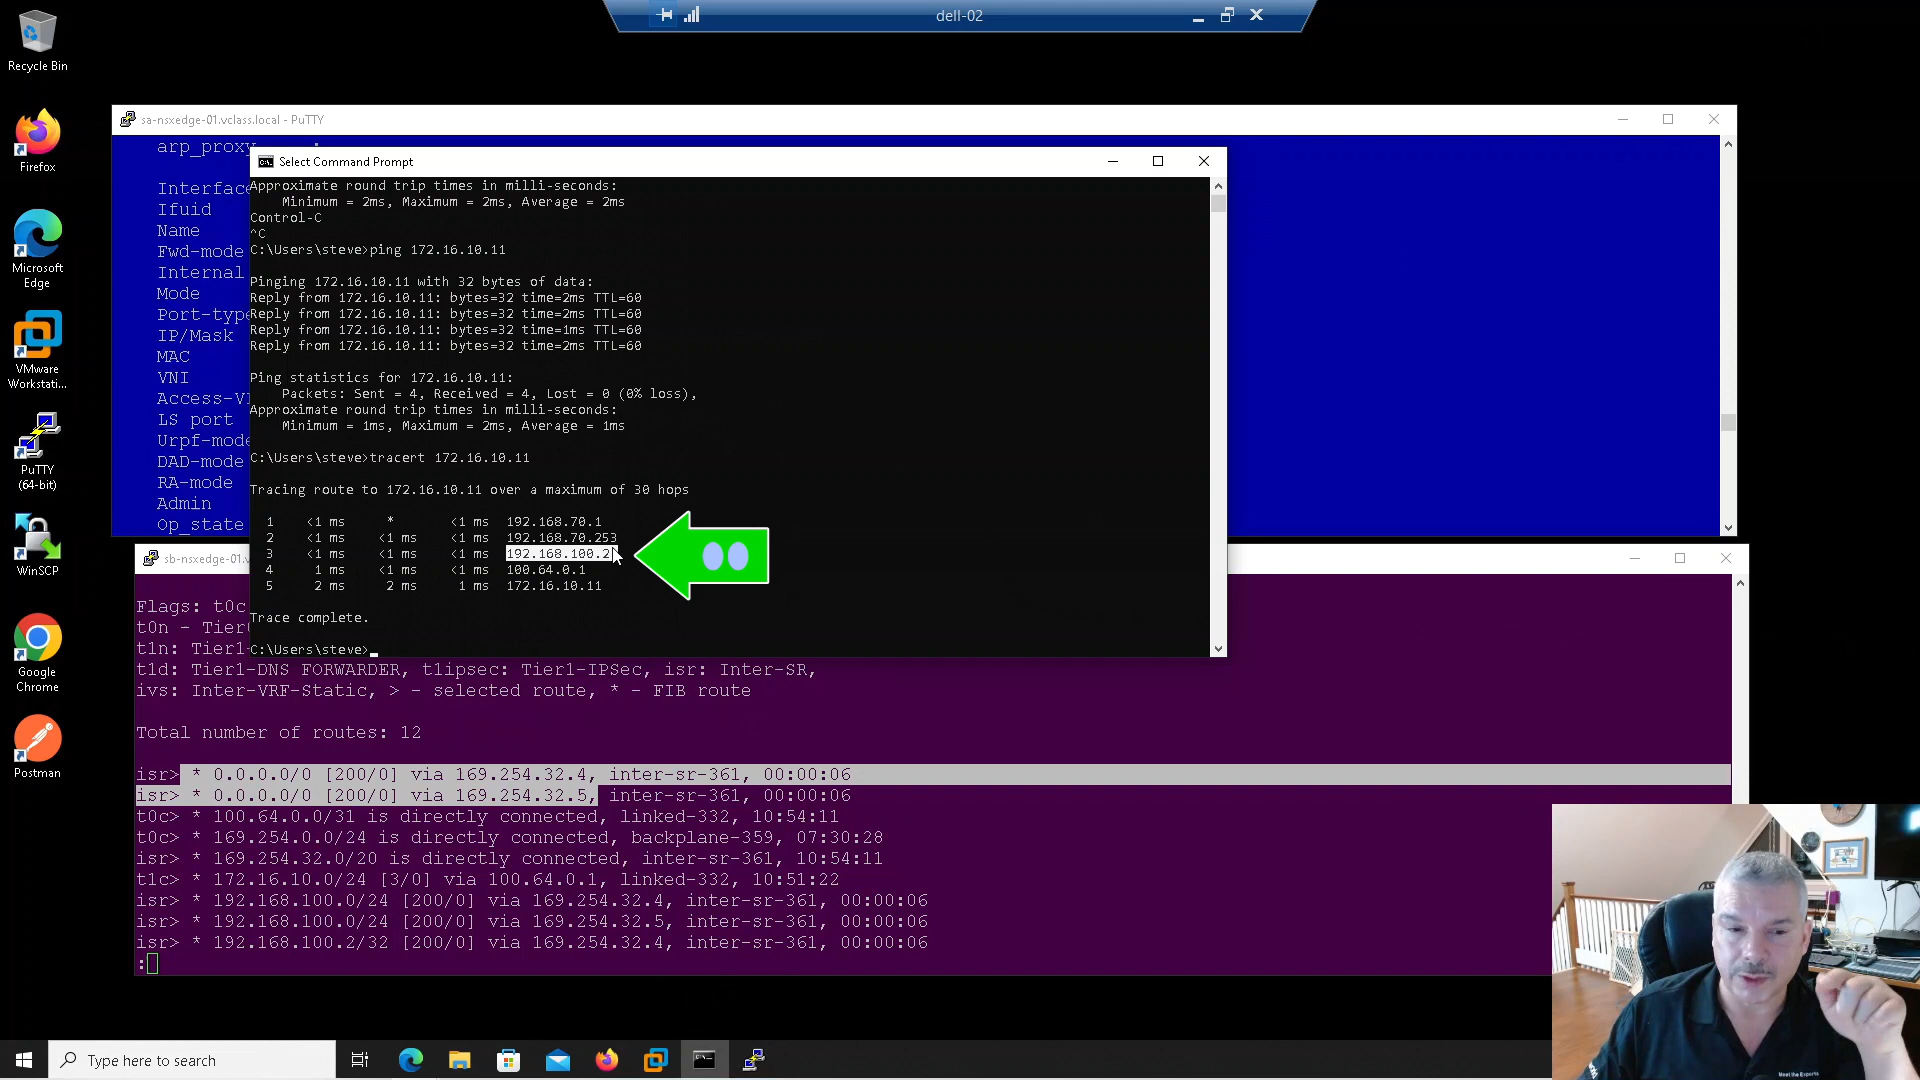 dell-02
Recycle Bin
Firefox
Microsoft
Edge
VMware
Workstati...
PuTTY
(64-bit)
WinSCP
Google
Chrome
Postman
sa-nsxedge-01.vclass.local - PuTTY
arp_proxy :
Interface
Ifuid
Name
Fwd-mode
Internal
Mode
Port-type
IP/Mask
MAC
VNI
Access-VL
LS port
Urpf-mode
DAD-mode
RA-mode
Admin
Op_state
Select Command Prompt
Approximate round trip times in milli-seconds:
Minimum = 2ms, Maximum = 2ms, Average = 2ms
Control-C
^C
C:\Users\steve>ping 172.16.10.11
Pinging 172.16.10.11 with 32 bytes of data:
Reply from 172.16.10.11: bytes=32 time=2ms TTL=60
Reply from 172.16.10.11: bytes=32 time=2ms TTL=60
Reply from 172.16.10.11: bytes=32 time=1ms TTL=60
Reply from 172.16.10.11: bytes=32 time=2ms TTL=60
Ping statistics for 172.16.10.11:
Packets: Sent = 4, Received = 4, Lost = 0 (0% loss),
Approximate round trip times in milli-seconds:
Minimum = 1ms, Maximum = 2ms, Average = 1ms
C:\Users\steve>tracert 172.16.10.11
Tracing route to 172.16.10.11 over a maximum of 30 hops
1 <1 ms * <1 ms 192.168.70.1
2 <1 ms <1 ms <1 ms 192.168.70.253
3 <1 ms <1 ms <1 ms 192.168.100.2
4 1 ms <1 ms <1 ms 100.64.0.1
5 2 ms 2 ms 1 ms 172.16.10.11
Trace complete.
C:\Users\steve>
sb-nsxedge-01.v
Flags: t0c
t0n - Tier0
t1n: Tier1-
t1d: Tier1-DNS FORWARDER, t1ipsec: Tier1-IPSec, isr: Inter-SR,
ivs: Inter-VRF-Static, > - selected route, * - FIB route
Total number of routes: 12
isr> * 0.0.0.0/0 [200/0] via 169.254.32.4, inter-sr-361, 00:00:06
isr> * 0.0.0.0/0 [200/0] via 169.254.32.5, inter-sr-361, 00:00:06
t0c> * 100.64.0.0/31 is directly connected, linked-332, 10:54:11
t0c> * 169.254.0.0/24 is directly connected, backplane-359, 07:30:28
isr> * 169.254.32.0/20 is directly connected, inter-sr-361, 10:54:11
t1c> * 172.16.10.0/24 [3/0] via 100.64.0.1, linked-332, 10:51:22
isr> * 192.168.100.0/24 [200/0] via 169.254.32.4, inter-sr-361, 00:00:06
isr> * 192.168.100.0/24 [200/0] via 169.254.32.5, inter-sr-361, 00:00:06
isr> * 192.168.100.2/32 [200/0] via 169.254.32.4, inter-sr-361, 00:00:06
:
Type here to search
Meet the Experts